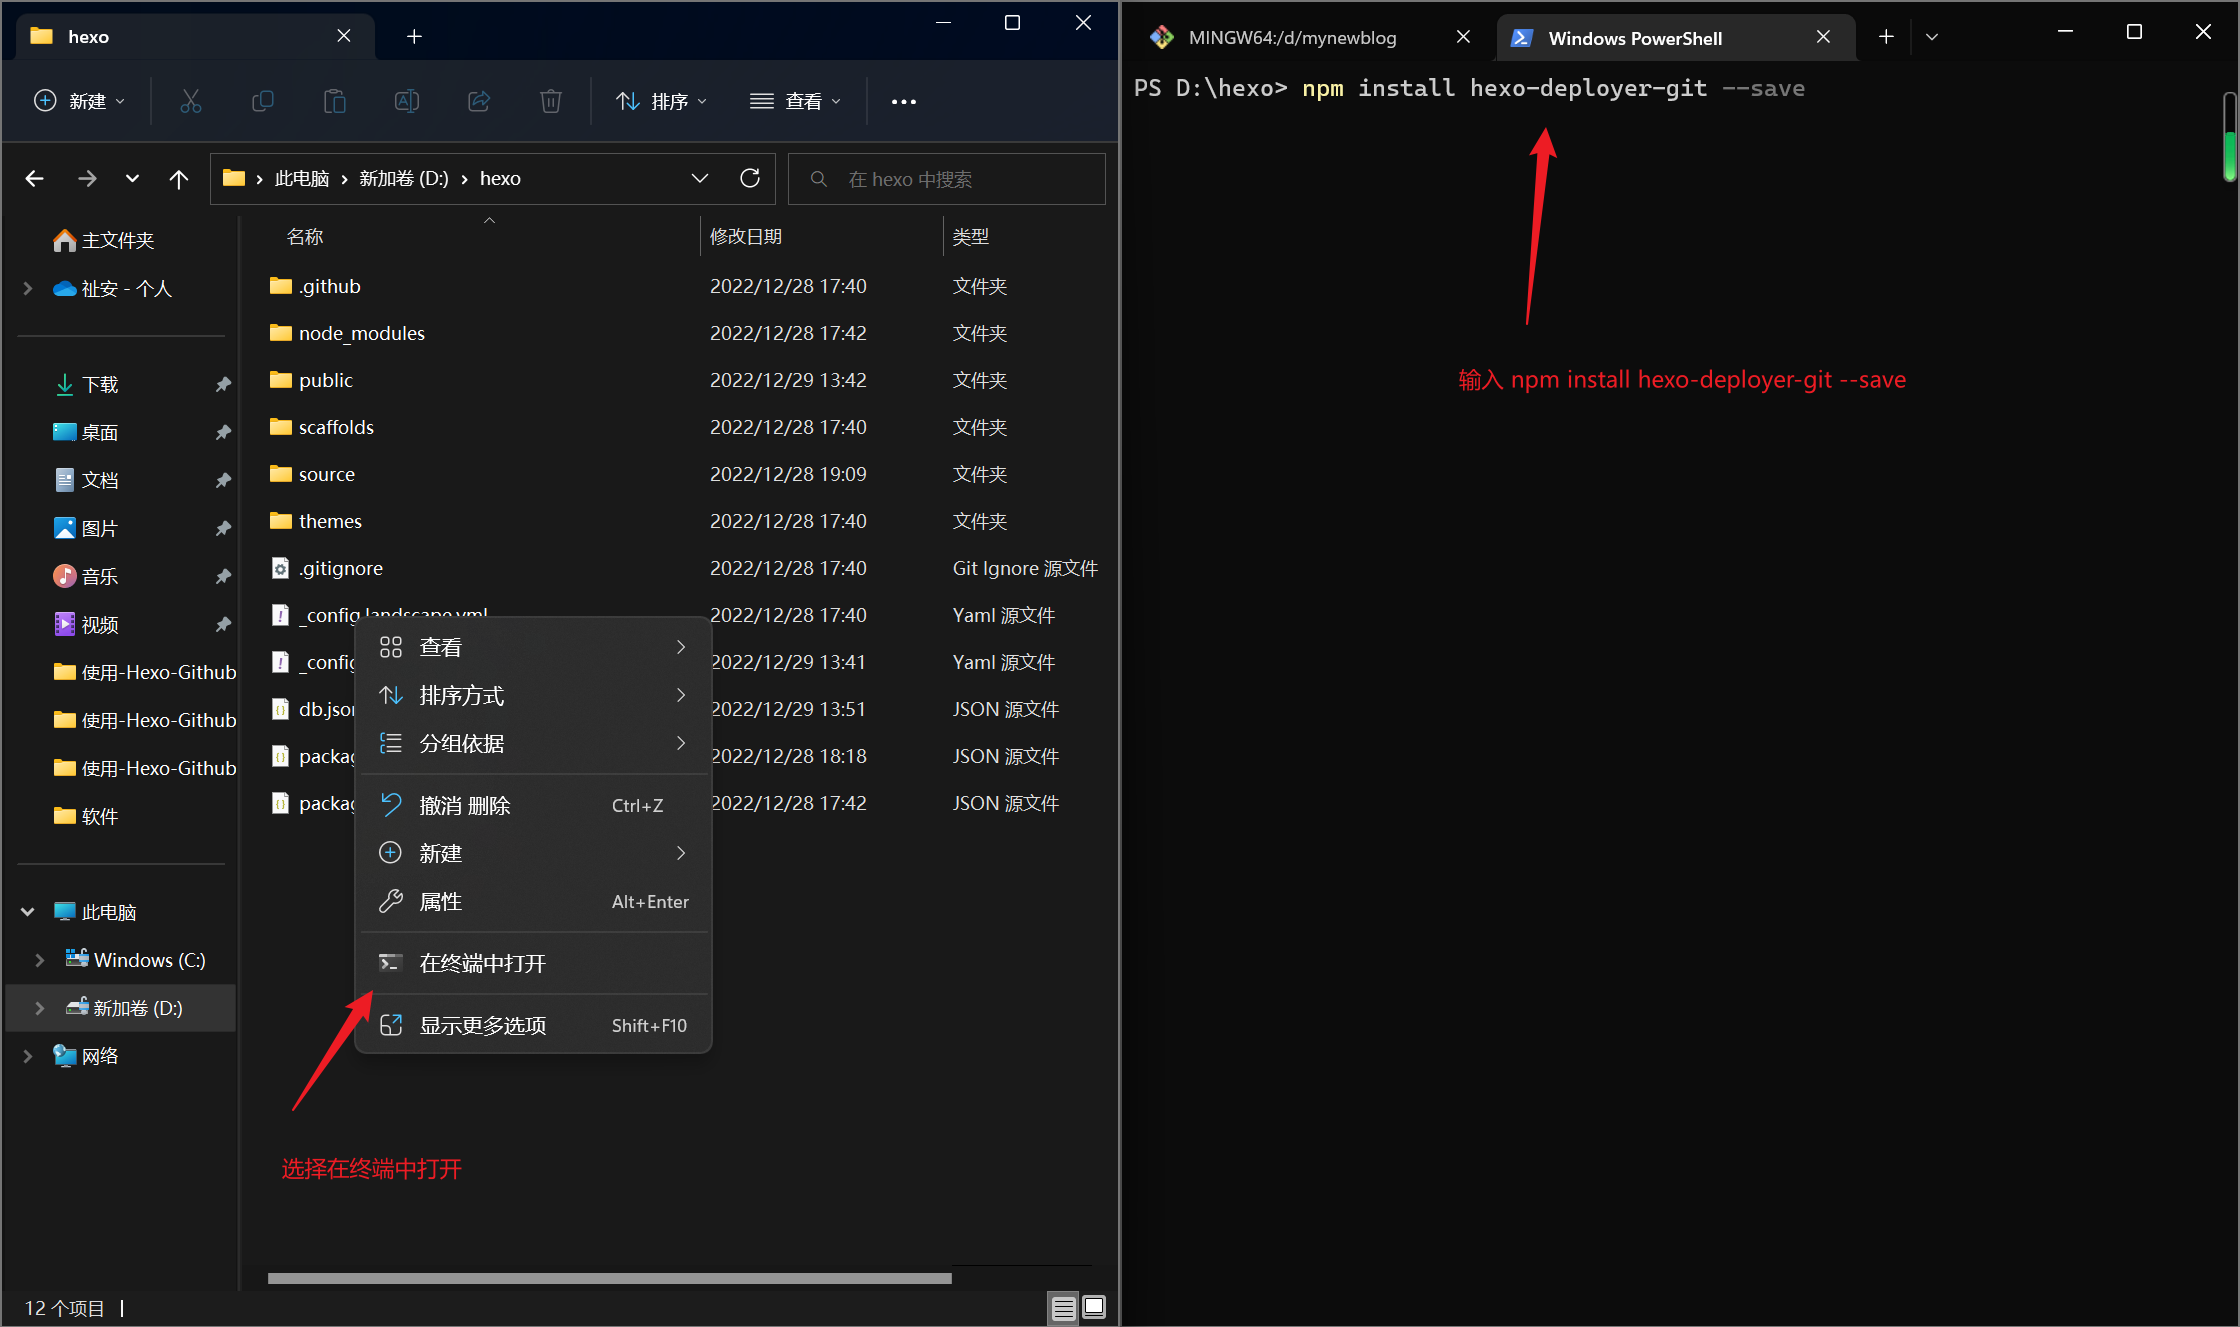 hexo
新建
排序
查看
此电脑 新加卷 (D:) hexo
在 hexo 中搜索
名称 修改日期 类型
主文件夹
祉安 - 个人
下载
桌面
文档
图片
音乐
视频
使用-Hexo-Github
使用-Hexo-Github
使用-Hexo-Github
软件
此电脑
Windows (C:)
新加卷 (D:)
网络
.github 2022/12/28 17:40 文件夹
node_modules 2022/12/28 17:42 文件夹
public 2022/12/29 13:42 文件夹
scaffolds 2022/12/28 17:40 文件夹
source 2022/12/28 19:09 文件夹
themes 2022/12/28 17:40 文件夹
.gitignore 2022/12/28 17:40 Git Ignore 源文件
_config.landscape.yml 2022/12/28 17:40 Yaml 源文件
_config 2022/12/29 13:41 Yaml 源文件
db.json 2022/12/29 13:51 JSON 源文件
packag 2022/12/28 18:18 JSON 源文件
packag 2022/12/28 17:42 JSON 源文件
查看
排序方式
分组依据
撤消 删除 Ctrl+Z
新建
属性 Alt+Enter
在终端中打开
显示更多选项 Shift+F10
选择在终端中打开
12 个项目
MINGW64:/d/mynewblog
Windows PowerShell
PS D:\hexo> npm install hexo-deployer-git --save
输入 npm install hexo-deployer-git --save